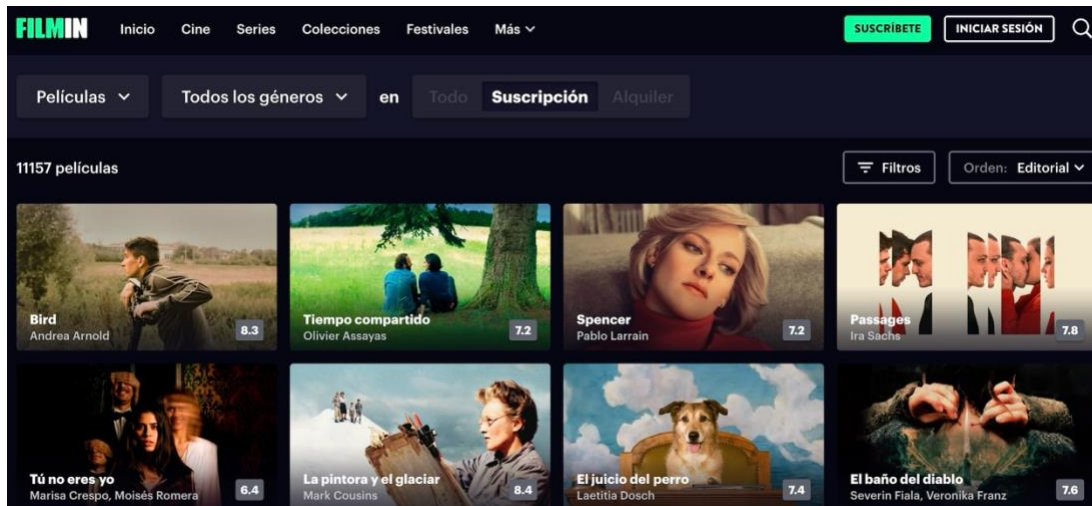 FILMIN Inicio Cine Series Colecciones Festivales Más SUSCRÍBETE INICIAR SESIÓN
Películas Todos los géneros en Todo Suscripción Alquiler
11157 películas Filtros Orden: Editorial
Bird
Andrea Arnold
8.3
Tiempo compartido
Olivier Assayas
7.2
Spencer
Pablo Larrain
7.2
Passages
Ira Sachs
7.8
Tú no eres yo
Marisa Crespo, Moisés Romera
6.4
La pintora y el glaciar
Mark Cousins
8.4
El juicio del perro
Laetitia Dosch
7.4
El baño del diablo
Severin Fiala, Veronika Franz
7.6